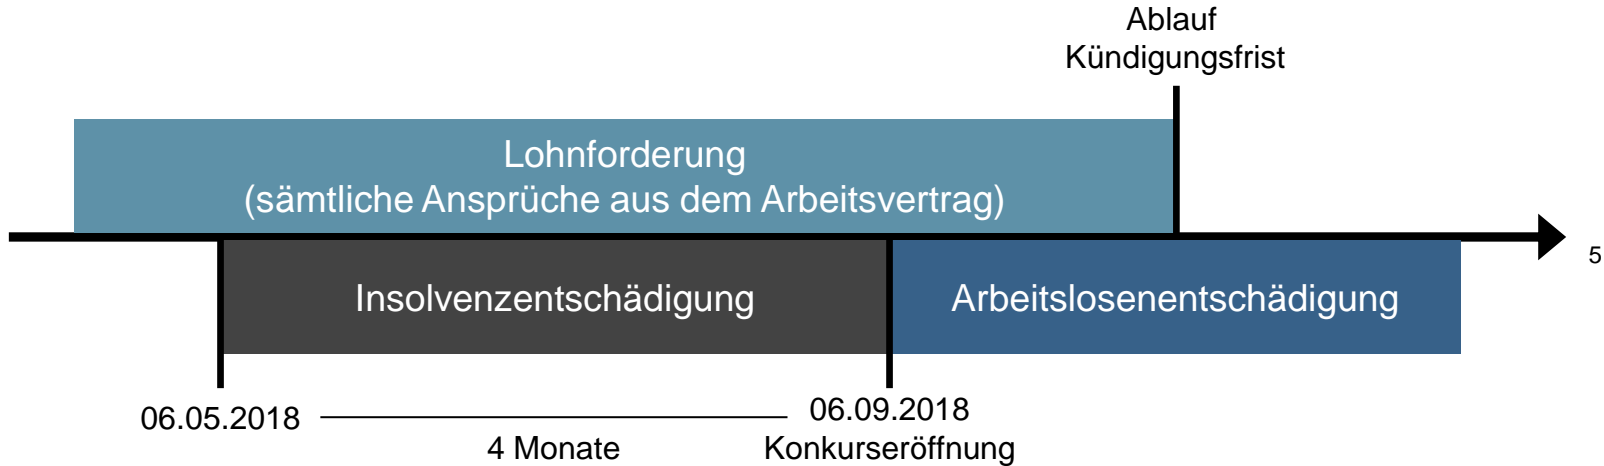 Ablauf
Kündigungsfrist
Lohnforderung
(sämtliche Ansprüche aus dem Arbeitsvertrag)
5
Insolvenzentschädigung
Arbeitslosenentschädigung
06.05.2018
06.09.2018
4 Monate
Konkurseröffnung